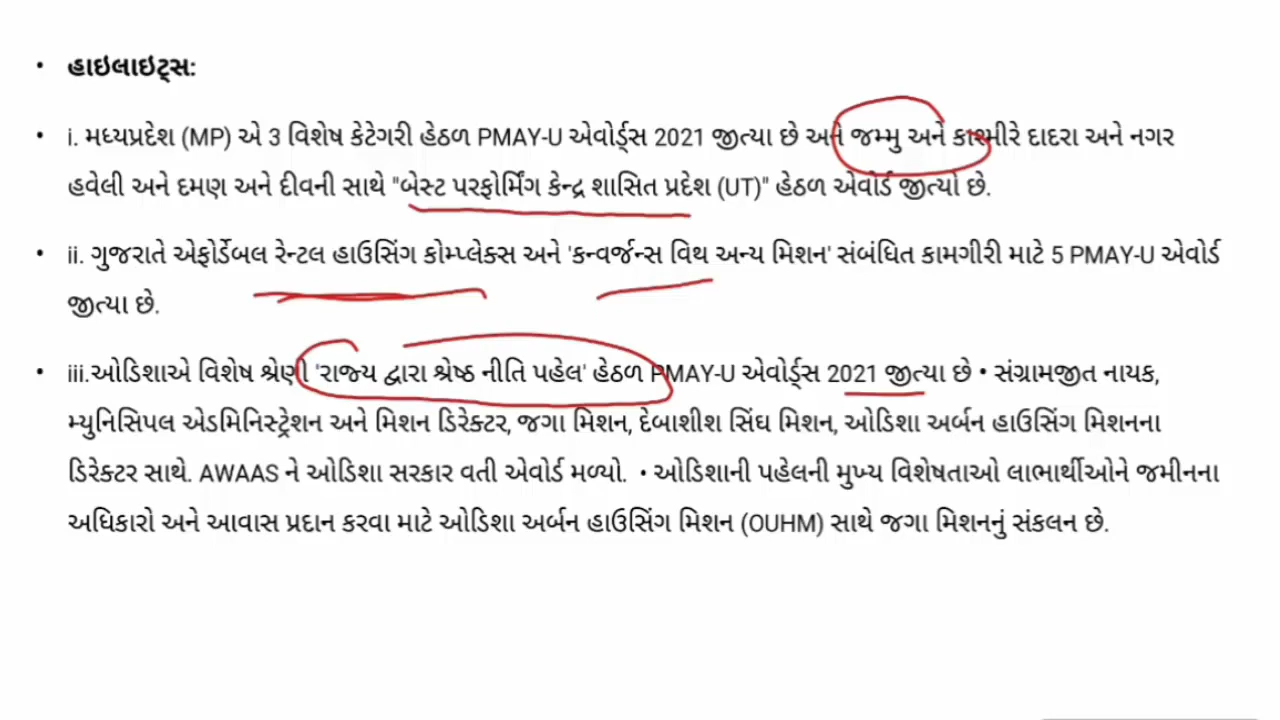 • હાઇલાઇટ્સ:
• i. મધ્યપ્રદેશ (MP) એ 3 વિશેષ કેટેગરી હેઠળ PMAY-U એવોર્ડ્સ 2021 જીત્યા છે અને જમ્મુ અને કાશ્મીરે દાદરા અને નગર
હવેલી અને દમણ અને દીવની સાથે "બેસ્ટ પરફોર્મિંગ કેન્દ્ર શાસિત પ્રદેશ (UT)" હેઠળ એવોર્ડ જીત્યો છે.
• ii. ગુજરાતે એફોર્ડેબલ રેન્ટલ હાઉસિંગ કોમ્પ્લેક્સ અને 'કન્વર્જન્સ વિથ અન્ય મિશન' સંબંધિત કામગીરી માટે 5 PMAY-U એવોર્ડ
જીત્યા છે.
• iii.ઓડિશાએ વિશેષ શ્રેણી 'રાજ્ય દ્વારા શ્રેષ્ઠ નીતિ પહેલ' હેઠળ PMAY-U એવોર્ડ્સ 2021 જીત્યા છે • સંગ્રામજીત નાયક,
મ્યુનિસિપલ એડમિનિસ્ટ્રેશન અને મિશન ડિરેક્ટર, જગા મિશન, દેબાશીશ સિંઘ મિશન, ઓડિશા અર્બન હાઉસિંગ મિશનના
ડિરેક્ટર સાથે. AWAAS ને ઓડિશા સરકાર વતી એવોર્ડ મળ્યો. • ઓડિશાની પહેલની મુખ્ય વિશેષતાઓ લાભાર્થીઓને જમીનના
અધિકારો અને આવાસ પ્રદાન કરવા માટે ઓડિશા અર્બન હાઉસિંગ મિશન (OUHM) સાથે જગા મિશનનું સંકલન છે.